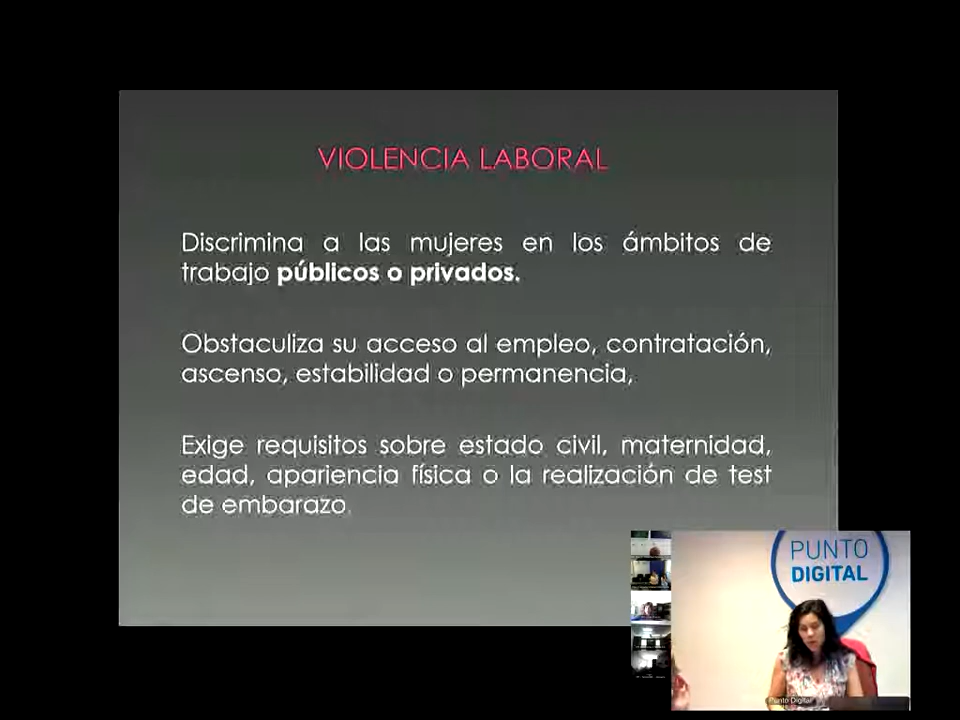 VIOLENCIA LABORAL
Discrimina a las mujeres en los ámbitos de
trabajo públicos o privados.
Obstaculiza su acceso al empleo, contratación,
ascenso, estabilidad o permanencia,
Exige requisitos sobre estado civil, maternidad,
edad, apariencia física o la realización de test
de embarazo
PUNTO
DIGITAL
Punto Digital